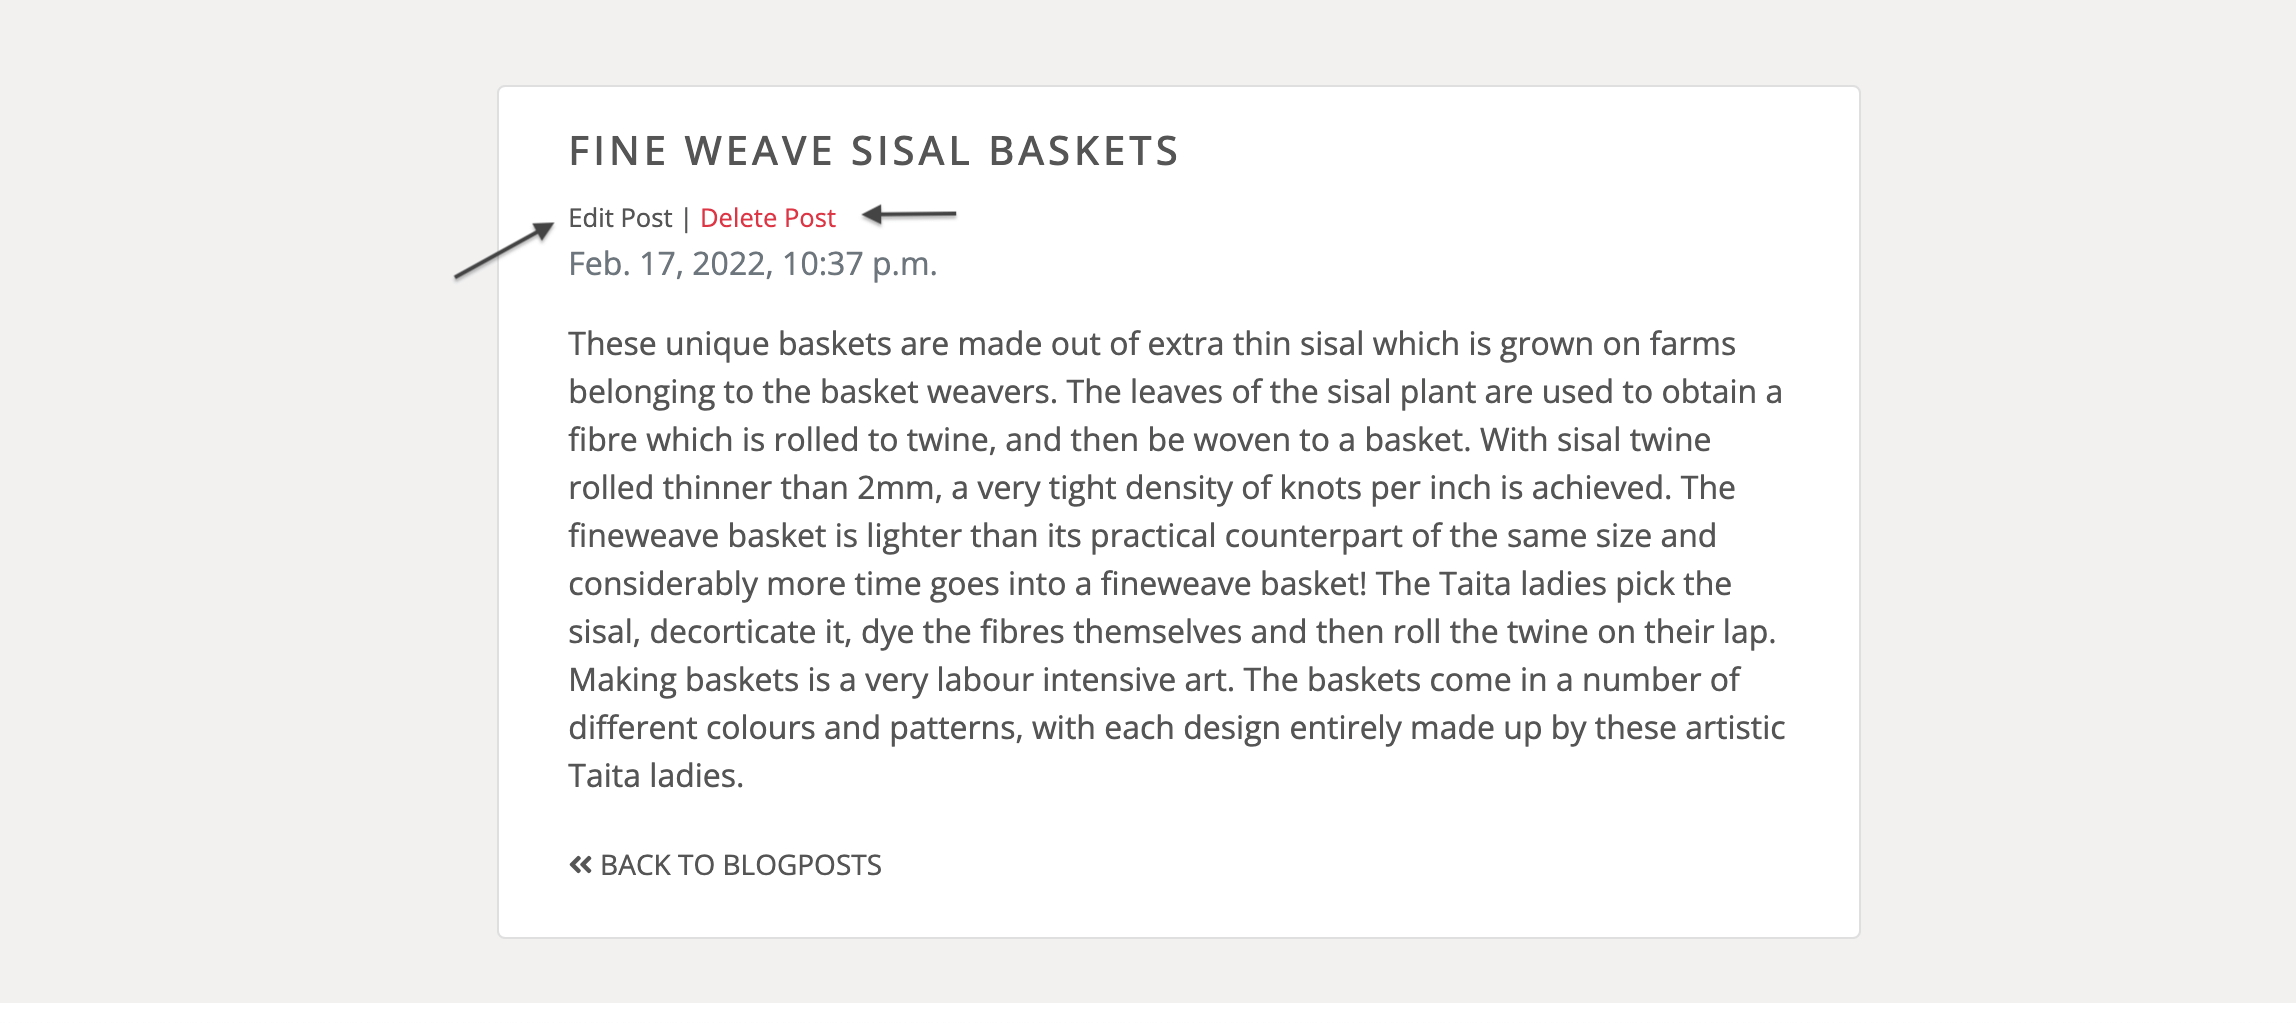 FINE WEAVE SISAL BASKETS
Edit Post | Delete Post
Feb. 17, 2022, 10:37 p.m.
These unique baskets are made out of extra thin sisal which is grown on farms
belonging to the basket weavers. The leaves of the sisal plant are used to obtain a
fibre which is rolled to twine, and then be woven to a basket. With sisal twine
rolled thinner than 2mm, a very tight density of knots per inch is achieved. The
fineweave basket is lighter than its practical counterpart of the same size and
considerably more time goes into a fineweave basket! The Taita ladies pick the
sisal, decorticate it, dye the fibres themselves and then roll the twine on their lap.
Making baskets is a very labour intensive art. The baskets come in a number of
different colours and patterns, with each design entirely made up by these artistic
Taita ladies.
« BACK TO BLOGPOSTS